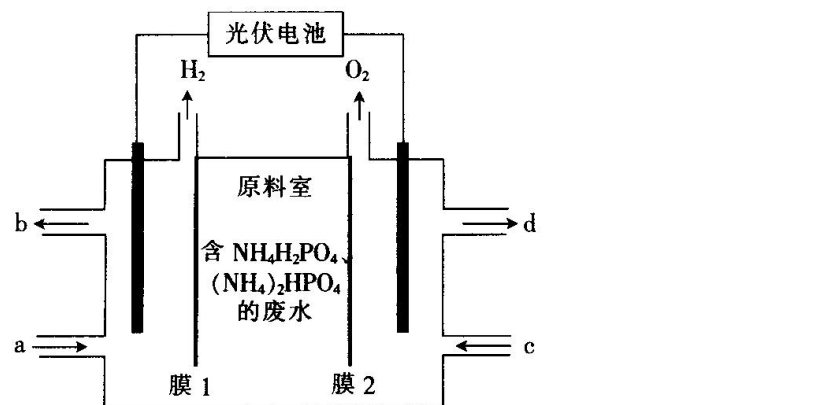 光伏电池
H₂
O₂
原料室
b
d
含 NH₄H₂PO₄、
(NH₄)₂HPO₄
的废水
a
c
膜 1
膜 2